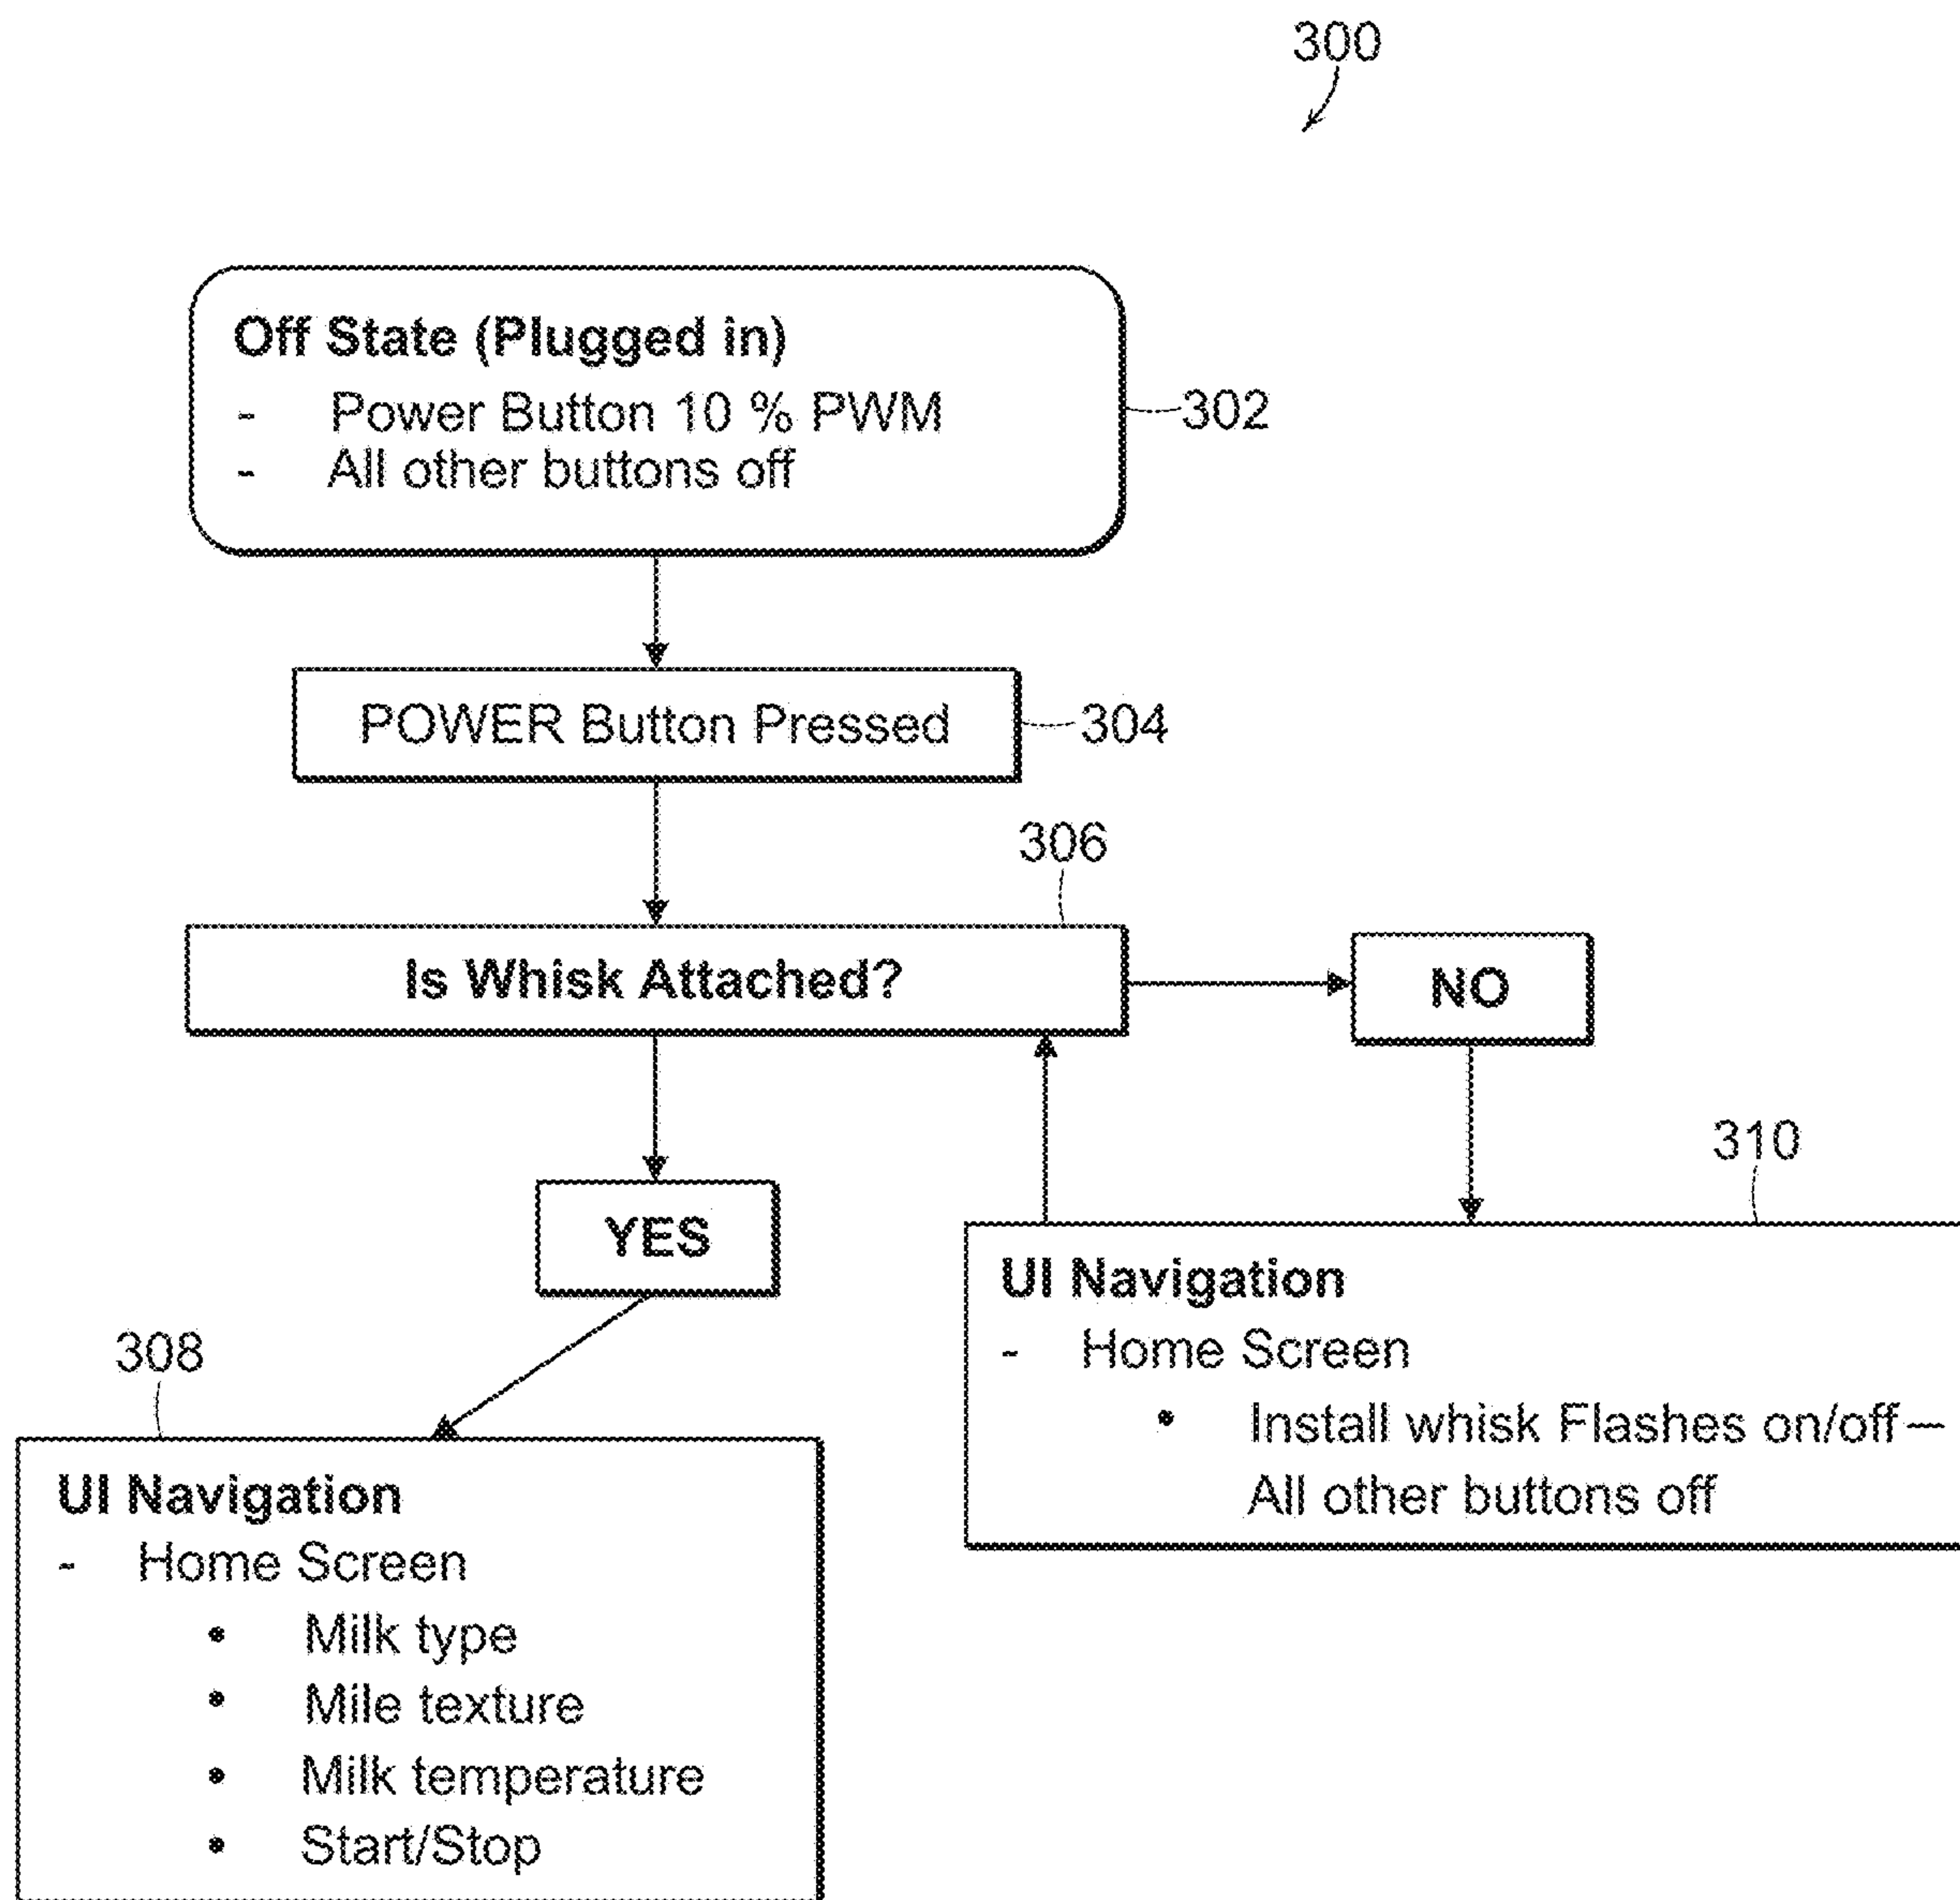 300
Off State (Plugged in)
- Power Button 10 % PWM
- All other buttons off
302
POWER Button Pressed
304
306
Is Whisk Attached?
NO
YES
310
UI Navigation
- Home Screen
• Install whisk Flashes on/off—
All other buttons off
308
UI Navigation
- Home Screen
• Milk type
• Mile texture
• Milk temperature
• Start/Stop